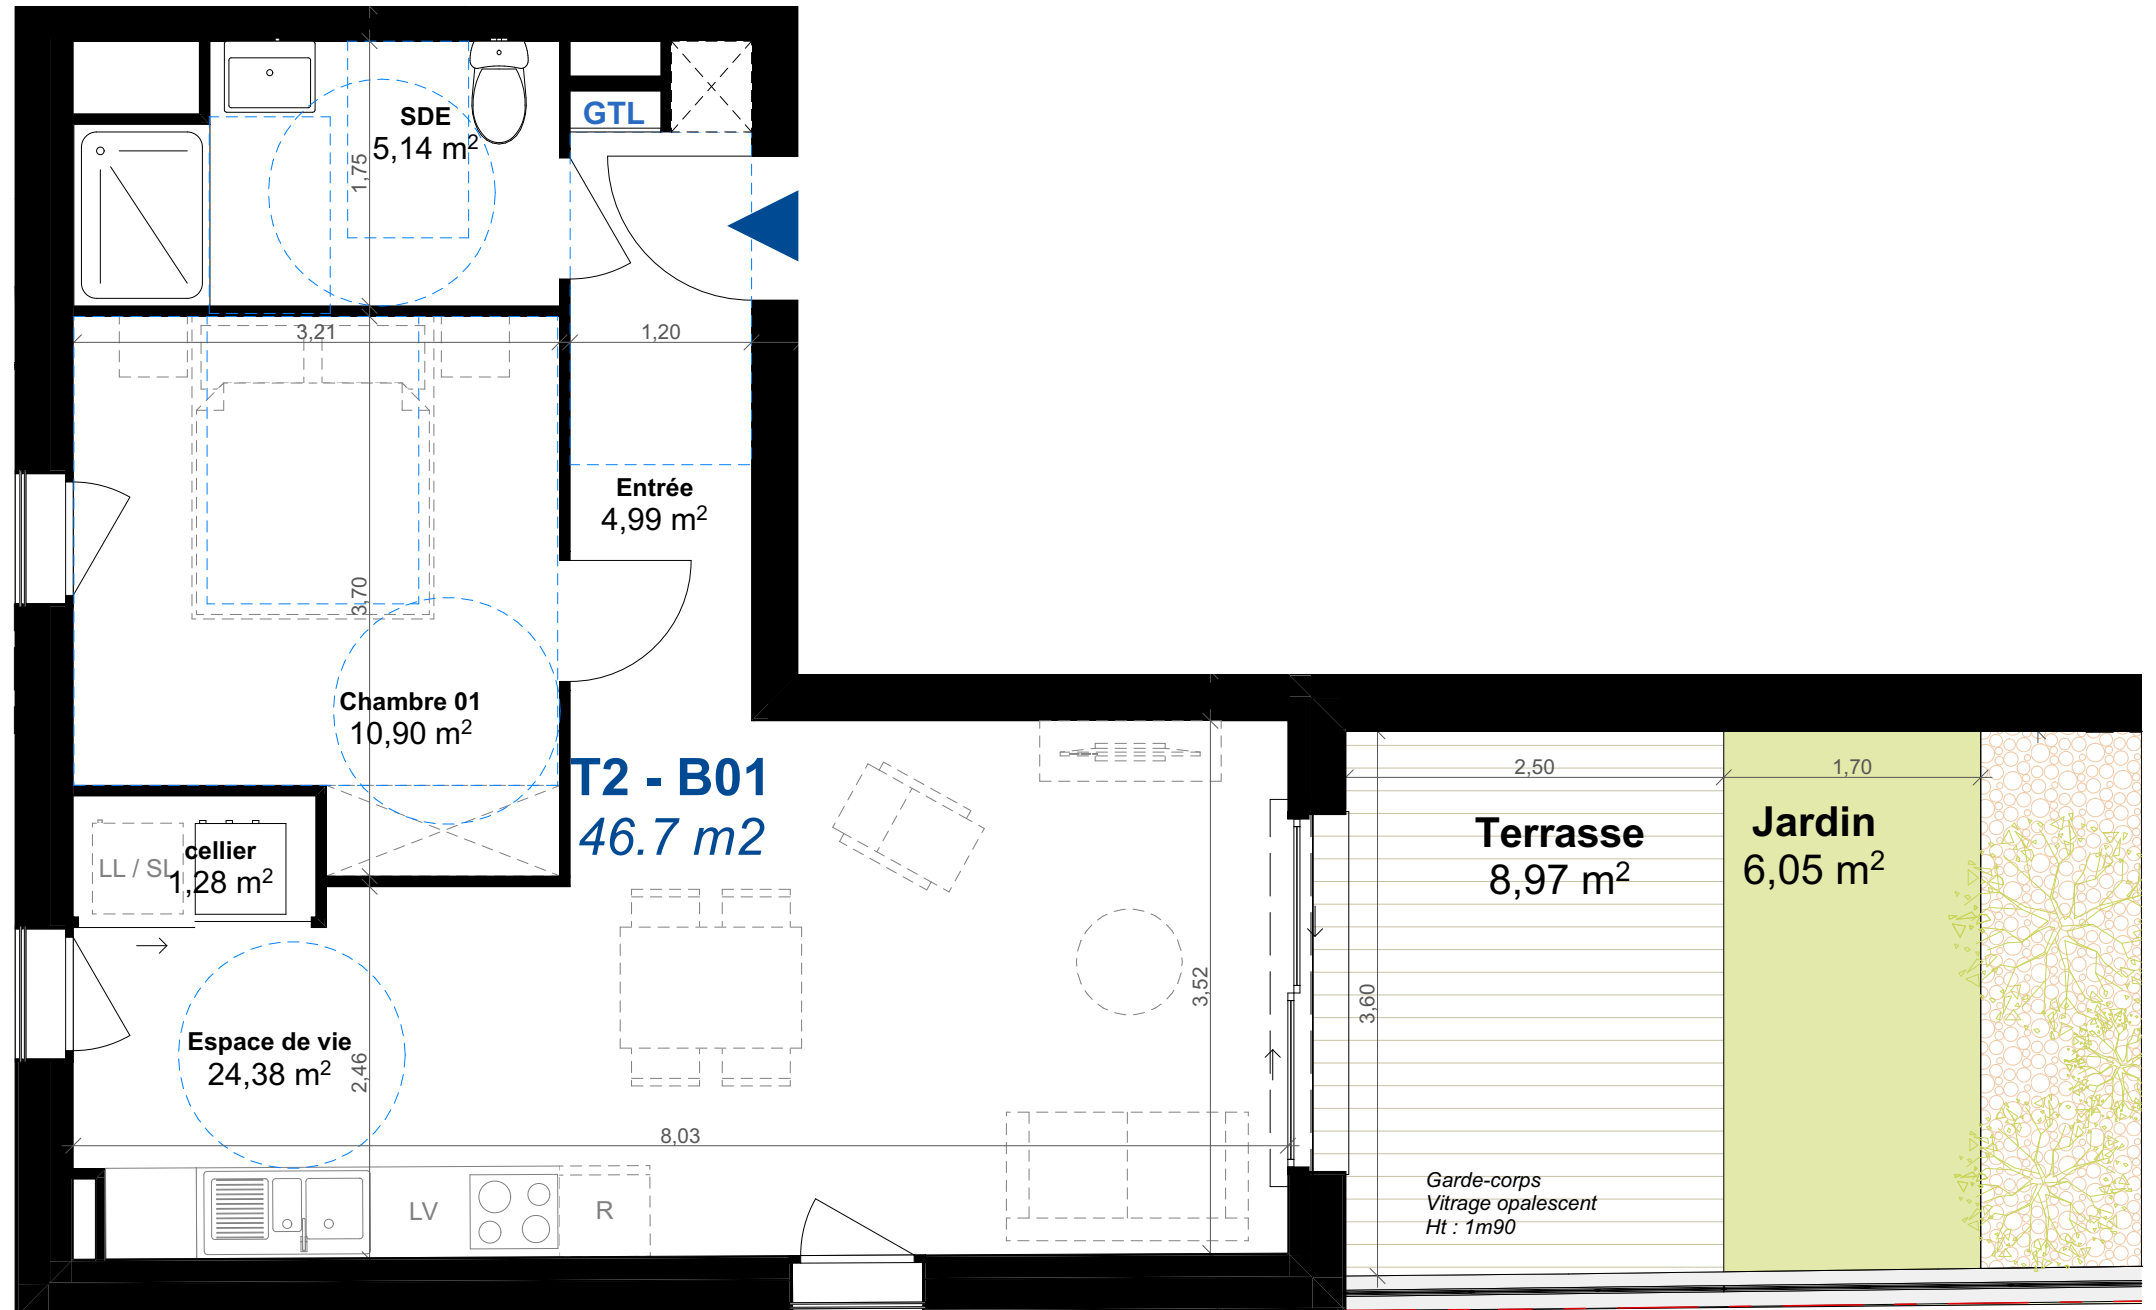 SDE
5,14 m²
GTL
1,75
3,21
1,20
Entrée
4,99 m²
3,70
Chambre 01
10,90 m²
T2 - B01
46.7 m2
2,50
1,70
Terrasse
8,97 m²
Jardin
6,05 m²
LL / SL
cellier
1,28 m²
3,52
3,60
Espace de vie
24,38 m²
2,46
8,03
LV
R
Garde-corps
Vitrage opalescent
Ht : 1m90